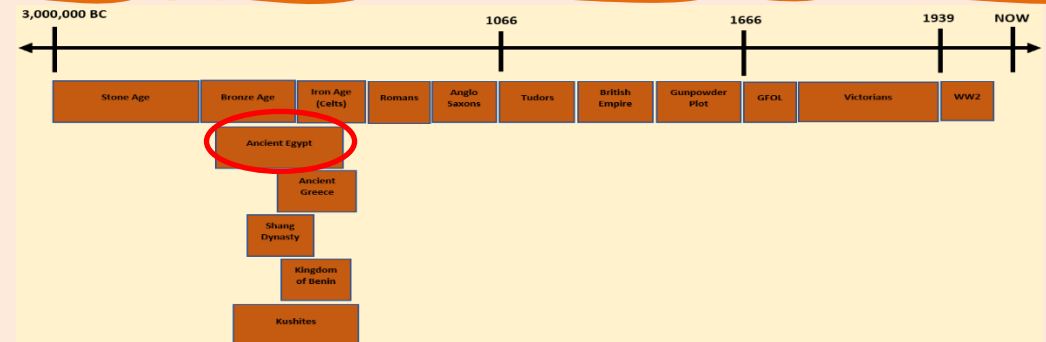 3,000,000 BC
1066
1666
1939
NOW
Stone Age
Bronze Age
Iron Age
(Celts)
Romans
Anglo
Saxons
Tudors
British
Empire
Gunpowder
Plot
GFOL
Victorians
WW2
Ancient Egypt
Ancient
Greece
Shang
Dynasty
Kingdom
of Benin
Kushites